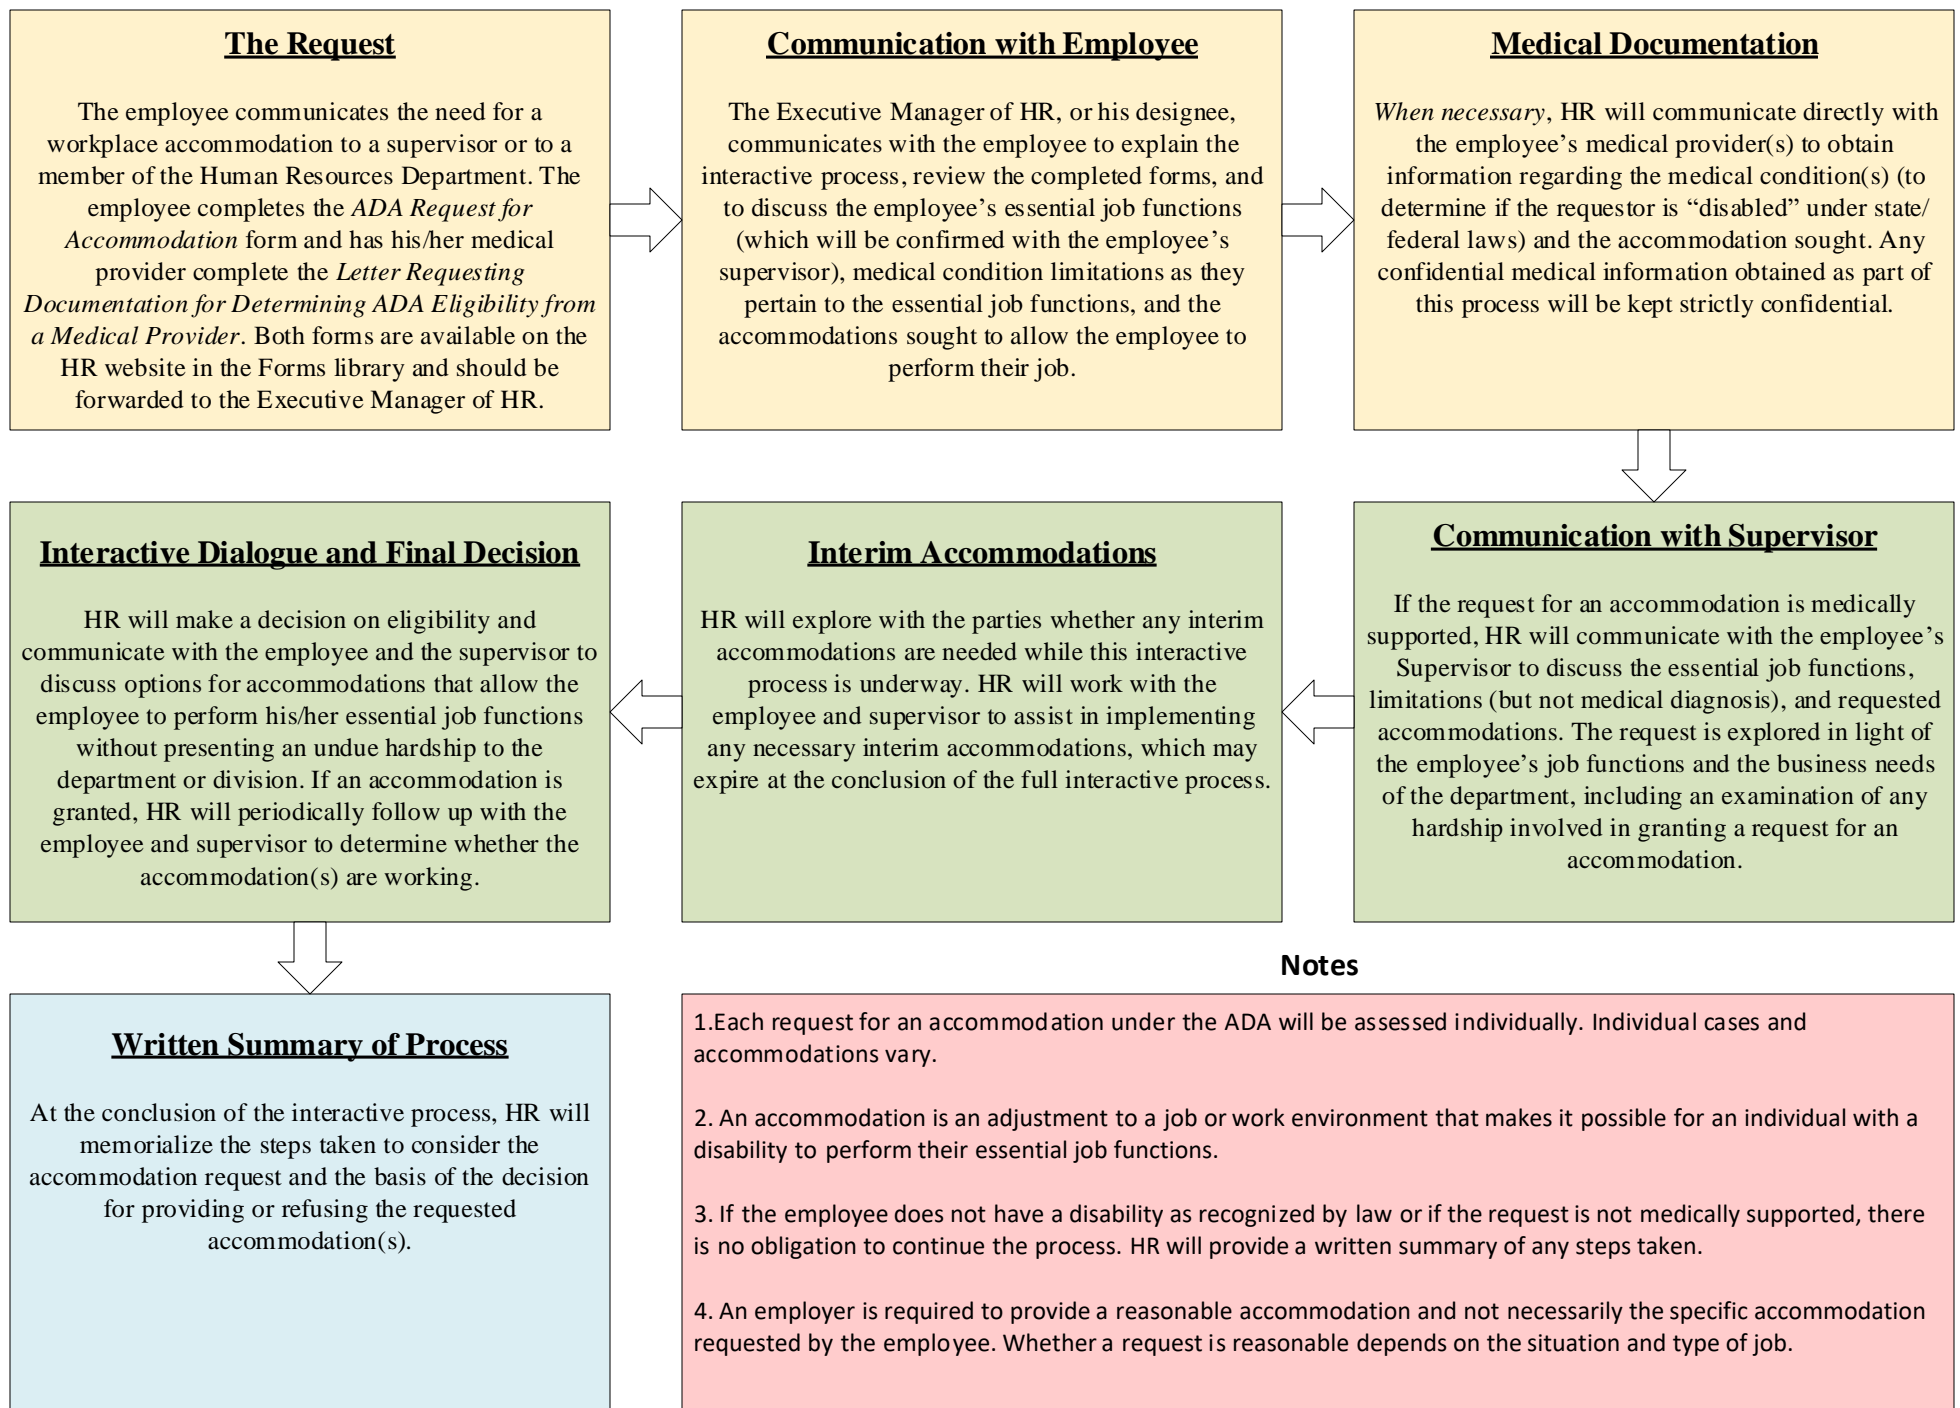 The Request
The employee communicates the need for a
workplace accommodation to a supervisor or to a
member of the Human Resources Department. The
employee completes the ADA Request for
Accommodation form and has his/her medical
provider complete the Letter Requesting
Documentation for Determining ADA Eligibility from
a Medical Provider. Both forms are available on the
HR website in the Forms library and should be
forwarded to the Executive Manager of HR.
Communication with Employee
The Executive Manager of HR, or his designee,
communicates with the employee to explain the
interactive process, review the completed forms, and
to discuss the employee’s essential job functions
(which will be confirmed with the employee’s
supervisor), medical condition limitations as they
pertain to the essential job functions, and the
accommodations sought to allow the employee to
perform their job.
Medical Documentation
When necessary, HR will communicate directly with
the employee’s medical provider(s) to obtain
information regarding the medical condition(s) (to
determine if the requestor is “disabled” under state/
federal laws) and the accommodation sought. Any
confidential medical information obtained as part of
this process will be kept strictly confidential.
Communication with Supervisor
If the request for an accommodation is medically
supported, HR will communicate with the employee’s
Supervisor to discuss the essential job functions,
limitations (but not medical diagnosis), and requested
accommodations. The request is explored in light of
the employee’s job functions and the business needs
of the department, including an examination of any
hardship involved in granting a request for an
accommodation.
Interim Accommodations
HR will explore with the parties whether any interim
accommodations are needed while this interactive
process is underway. HR will work with the
employee and supervisor to assist in implementing
any necessary interim accommodations, which may
expire at the conclusion of the full interactive process.
Interactive Dialogue and Final Decision
HR will make a decision on eligibility and
communicate with the employee and the supervisor to
discuss options for accommodations that allow the
employee to perform his/her essential job functions
without presenting an undue hardship to the
department or division. If an accommodation is
granted, HR will periodically follow up with the
employee and supervisor to determine whether the
accommodation(s) are working.
Written Summary of Process
At the conclusion of the interactive process, HR will
memorialize the steps taken to consider the
accommodation request and the basis of the decision
for providing or refusing the requested
accommodation(s).
Notes
1.Each request for an accommodation under the ADA will be assessed individually. Individual cases and
accommodations vary.
2. An accommodation is an adjustment to a job or work environment that makes it possible for an individual with a
disability to perform their essential job functions.
3. If the employee does not have a disability as recognized by law or if the request is not medically supported, there
is no obligation to continue the process. HR will provide a written summary of any steps taken.
4. An employer is required to provide a reasonable accommodation and not necessarily the specific accommodation
requested by the employee. Whether a request is reasonable depends on the situation and type of job.